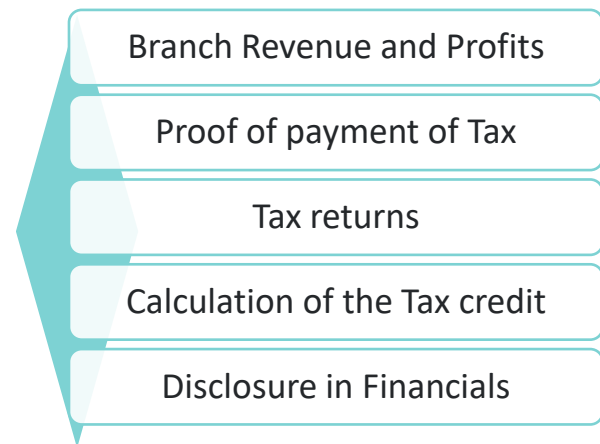 Branch Revenue and Profits
Proof of payment of Tax
Tax returns
Calculation of the Tax credit
Disclosure in Financials